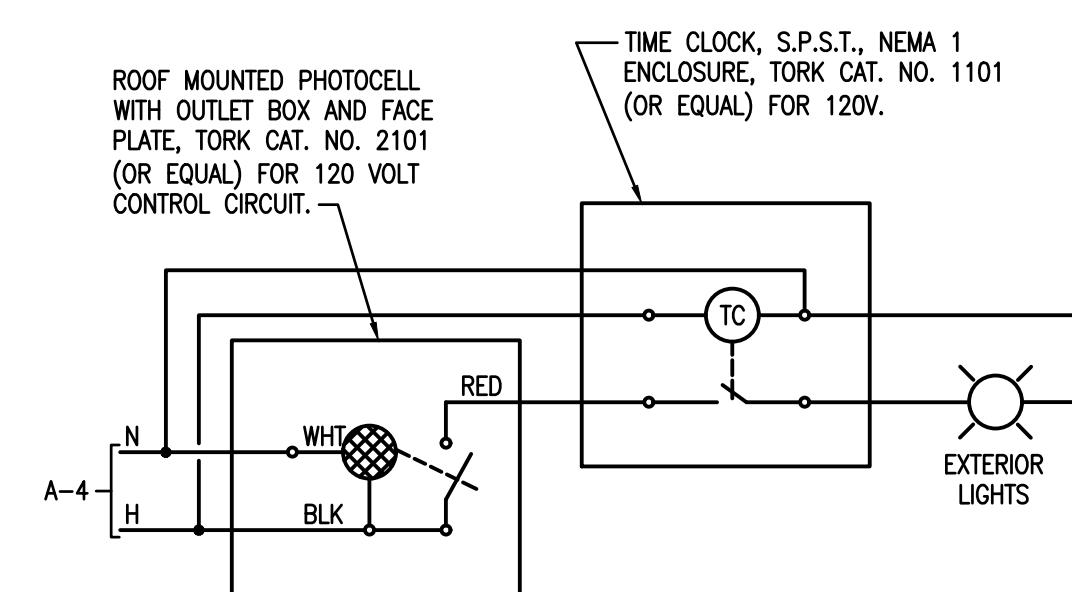 TIME CLOCK, S.P.S.T., NEMA 1
ENCLOSURE, TORK CAT. NO. 1101
(OR EQUAL) FOR 120V.
ROOF MOUNTED PHOTOCELL
WITH OUTLET BOX AND FACE
PLATE, TORK CAT. NO. 2101
(OR EQUAL) FOR 120 VOLT
CONTROL CIRCUIT.
TC
RED
N
WHT
A-4
H
BLK
EXTERIOR
LIGHTS